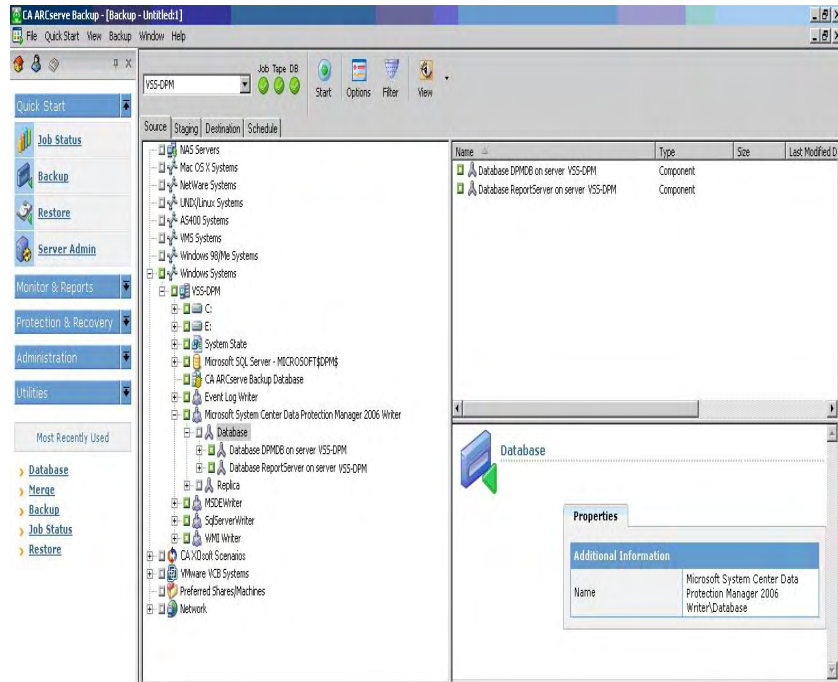 CA ARCserve Backup - [Backup - Untitled:1]
File Quick Start View Backup Window Help
Quick Start
Job Status
Backup
Restore
Server Admin
Monitor & Reports
Protection & Recovery
Administration
Utilities
Most Recently Used
Database
Merge
Backup
Job Status
Restore
VSS-DPM
Job Tape DB
Start Options Filter View
Source Staging Destination Schedule
NAS Servers
Mac OS X Systems
NetWare Systems
UNIX/Linux Systems
AS400 Systems
VMS Systems
Windows 98/Me Systems
Windows Systems
VSS-DPM
C:
E:
System State
Microsoft SQL Server - MICROSOFT$DPM$
CA ARCserve Backup Database
Event Log Writer
Microsoft System Center Data Protection Manager 2006 Writer
Database
Database DPMDB on server VSS-DPM
Database ReportServer on server VSS-DPM
Replica
MSDEWriter
SqlServerWriter
WMI Writer
CA XOsoft Scenarios
VMware VCB Systems
Preferred Shares/Machines
Network
Name Type Size Last Modified D
Database DPMDB on server VSS-DPM Component
Database ReportServer on server VSS-DPM Component
Database
Properties
Additional Information
Name
Microsoft System Center Data
Protection Manager 2006
Writer\Database